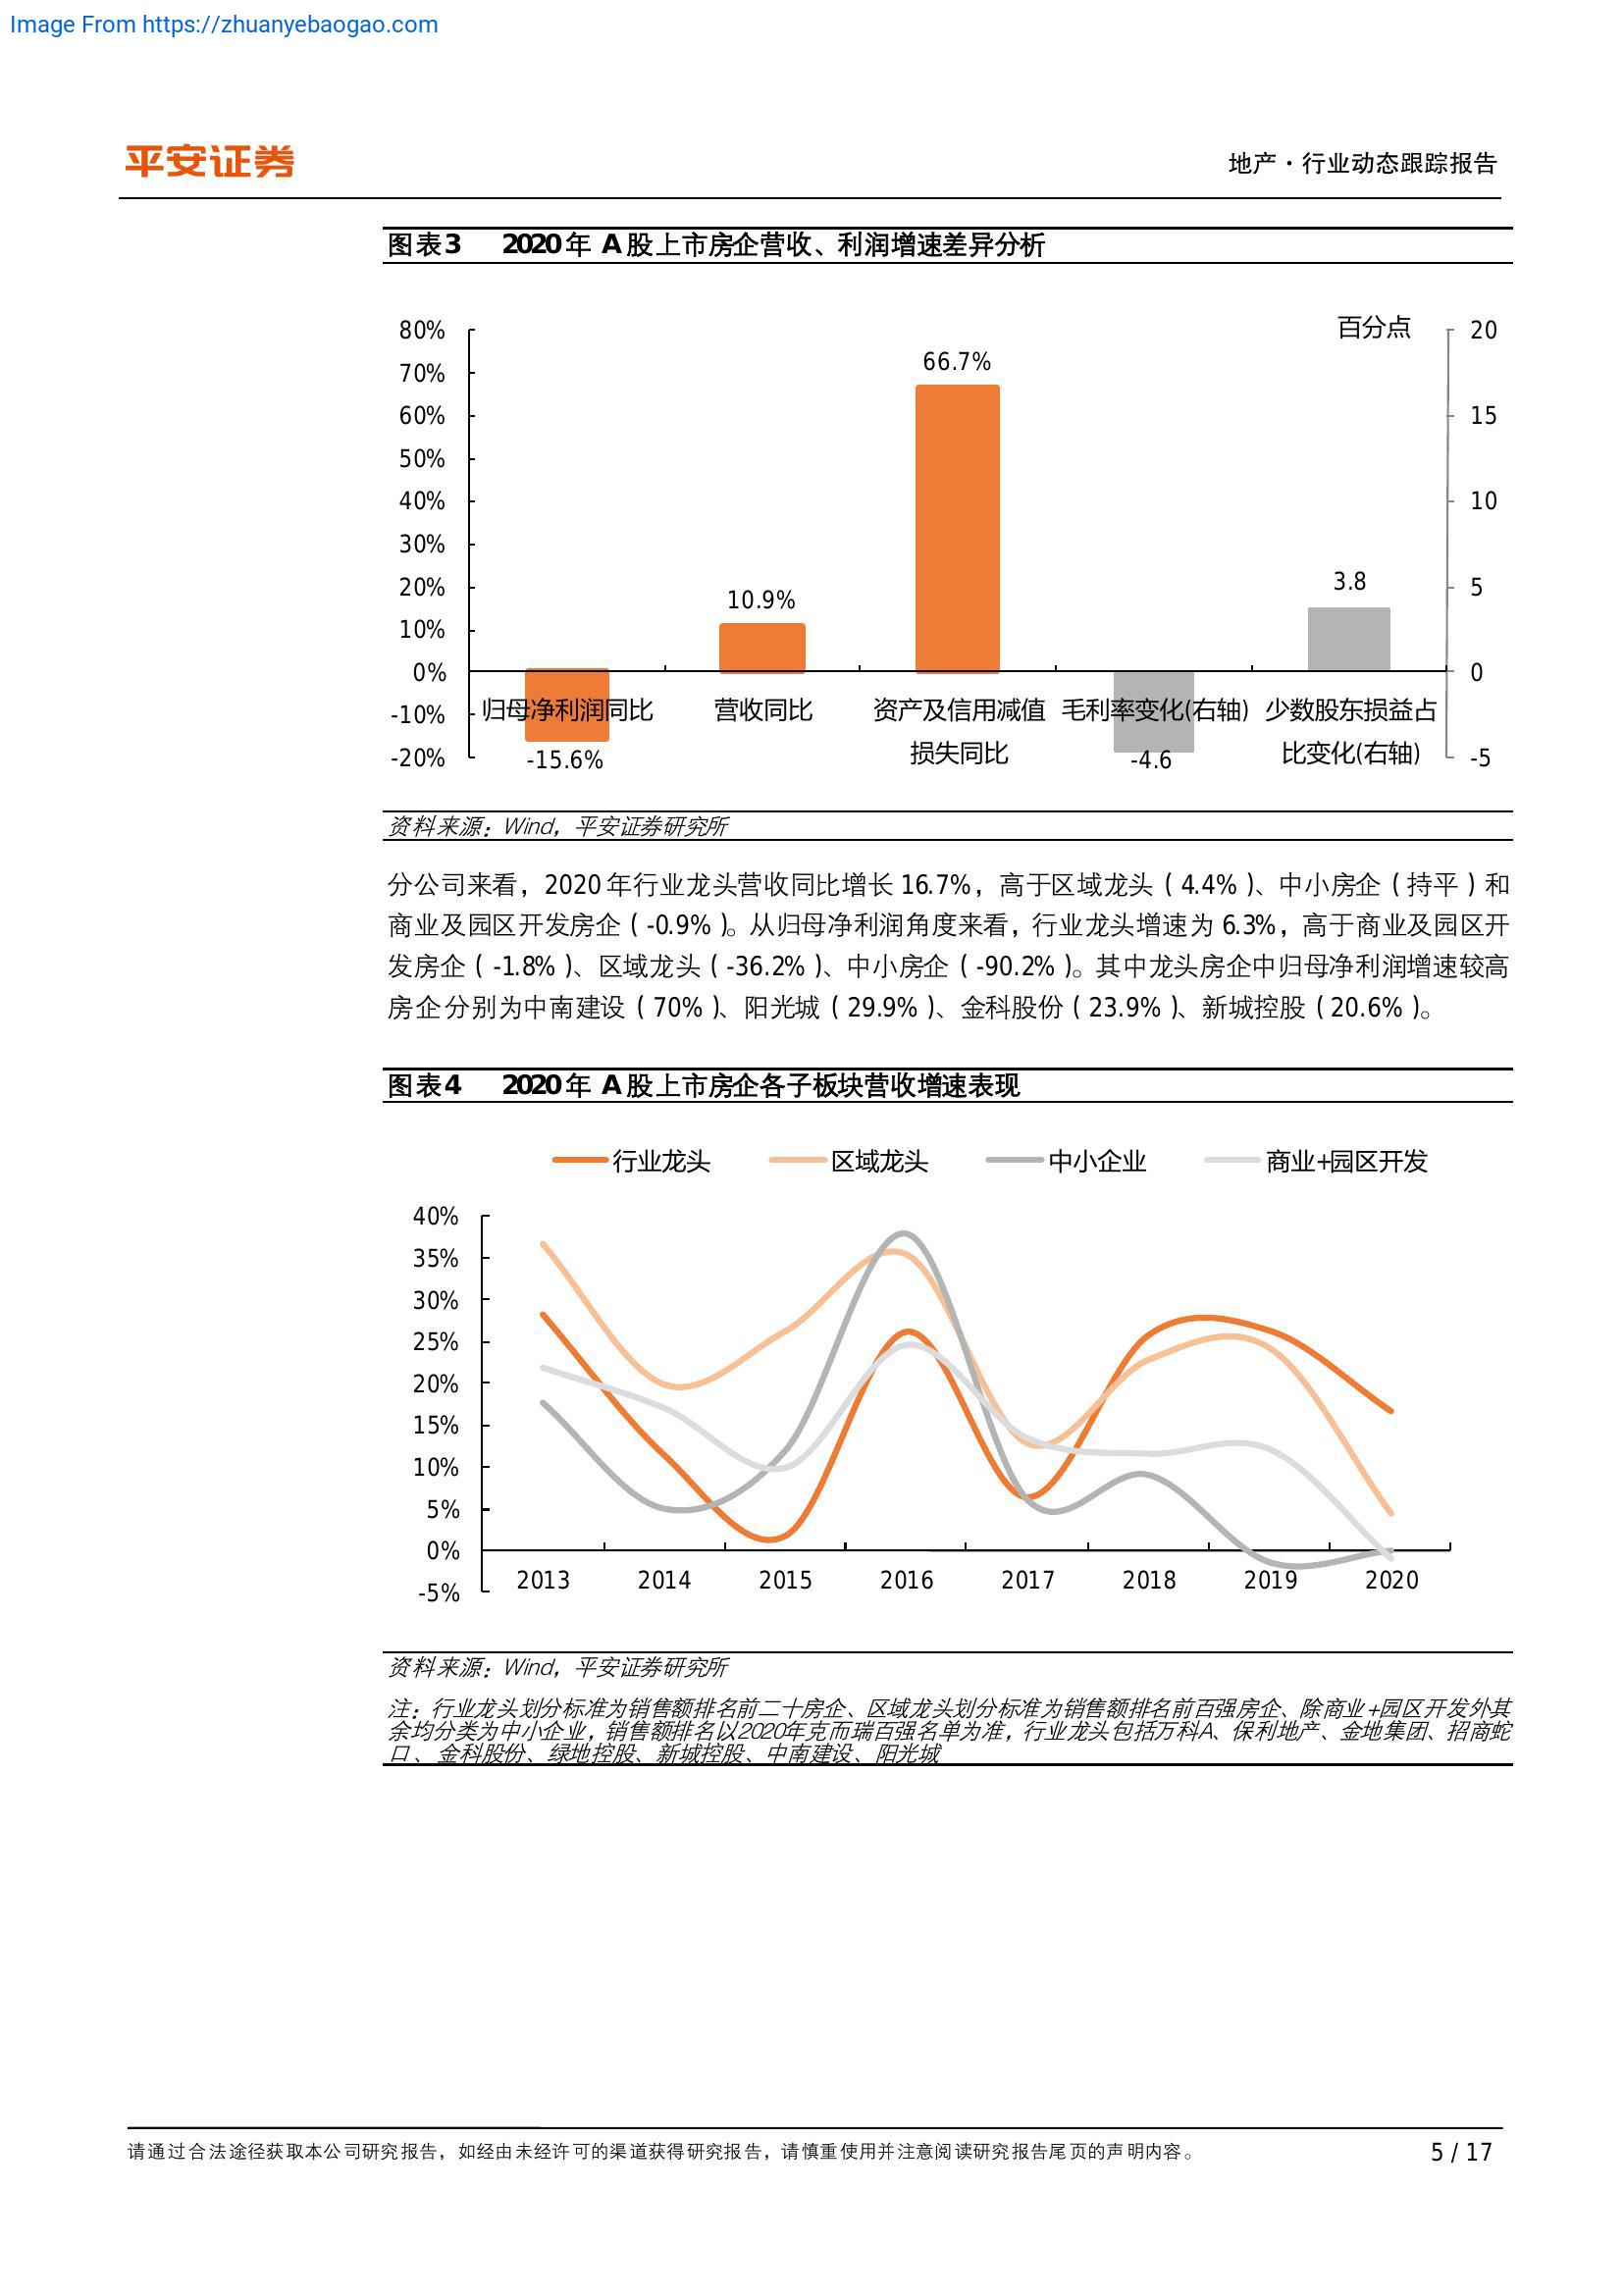 Image From https://zhuanyebaogao.com
平安证券
地产·行业动态跟踪报告
图表3 2020年 A股上市房企营收、利润增速差异分析
百分点
80%
70%
60%
50%
40%
30%
20%
10%
0%
-10%
-20%
20
15
10
5
0
-5
66.7%
10.9%
3.8
-15.6%
-4.6
归母净利润同比
营收同比
资产及信用减值
损失同比
毛利率变化(右轴)
少数股东损益占
比变化(右轴)
资料来源：Wind，平安证券研究所
分公司来看，2020年行业龙头营收同比增长16.7%，高于区域龙头（4.4%）、中小房企（持平）和
商业及园区开发房企（-0.9%）。从归母净利润角度来看，行业龙头增速为6.3%，高于商业及园区开
发房企（-1.8%）、区域龙头（-36.2%）、中小房企（-90.2%）。其中龙头房企中归母净利润增速较高
房企分别为中南建设（70%）、阳光城（29.9%）、金科股份（23.9%）、新城控股（20.6%）。
图表4 2020年 A股上市房企各子板块营收增速表现
行业龙头 区域龙头 中小企业 商业+园区开发
40%
35%
30%
25%
20%
15%
10%
5%
0%
-5%
2013 2014 2015 2016 2017 2018 2019 2020
资料来源：Wind，平安证券研究所
注：行业龙头划分标准为销售额排名前二十房企、区域龙头划分标准为销售额排名前百强房企、除商业+园区开发外其
余均分类为中小企业，销售额排名以2020年克而瑞百强名单为准，行业龙头包括万科A、保利地产、金地集团、招商蛇
口、金科股份、绿地控股、新城控股、中南建设、阳光城
请通过合法途径获取本公司研究报告，如经由未经许可的渠道获得研究报告，请慎重使用并注意阅读研究报告尾页的声明内容。
5 / 17